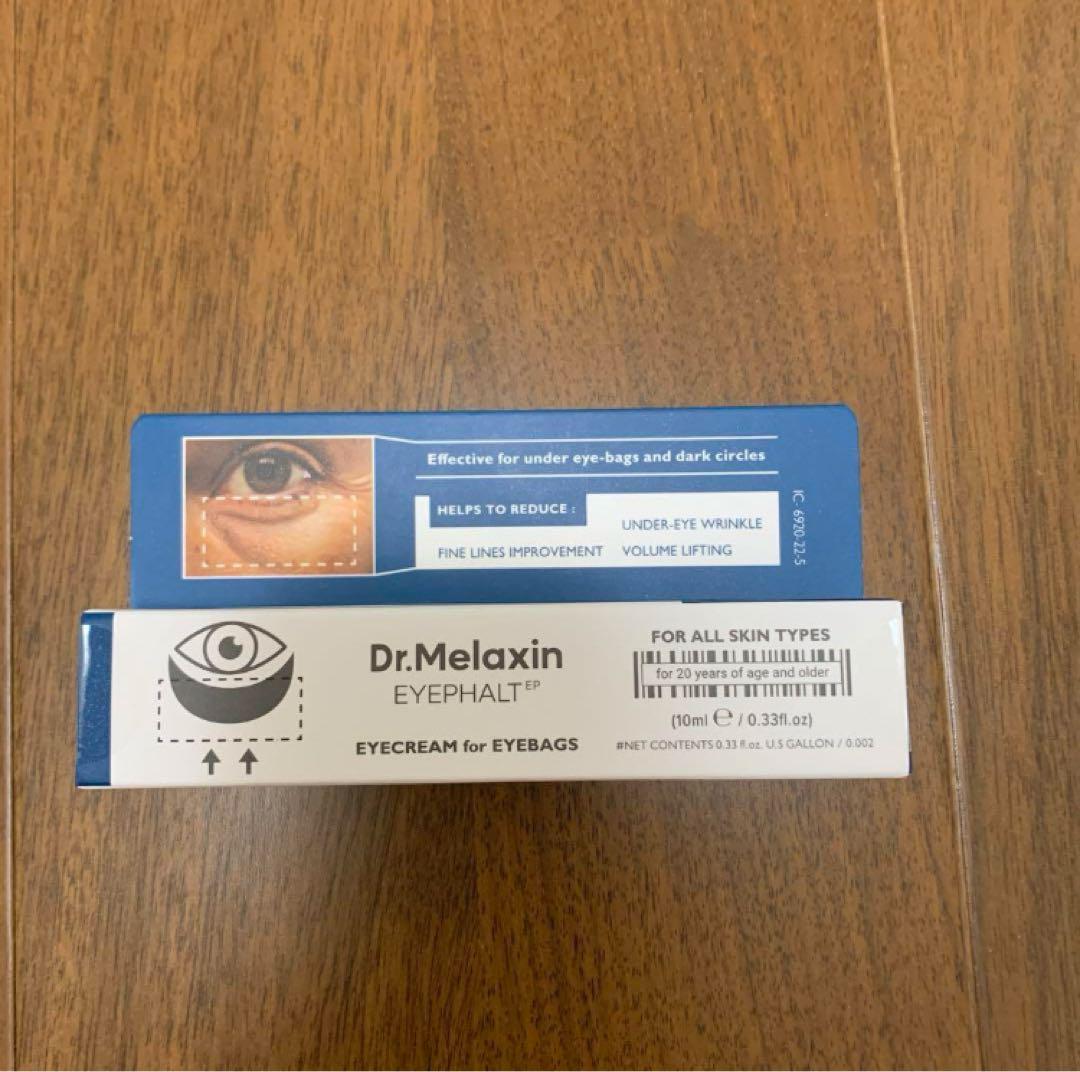 Effective for under eye-bags and dark circles
HELPS TO REDUCE :
UNDER-EYE WRINKLE
FINE LINES IMPROVEMENT
VOLUME LIFTING
IC- 6920-22-5
Dr.Melaxin
EYEPHALT EP
EYECREAM for EYEBAGS
FOR ALL SKIN TYPES
for 20 years of age and older
(10ml ℮ / 0.33fl.oz)
#NET CONTENTS 0.33 fl.oz. U.S GALLON / 0.002